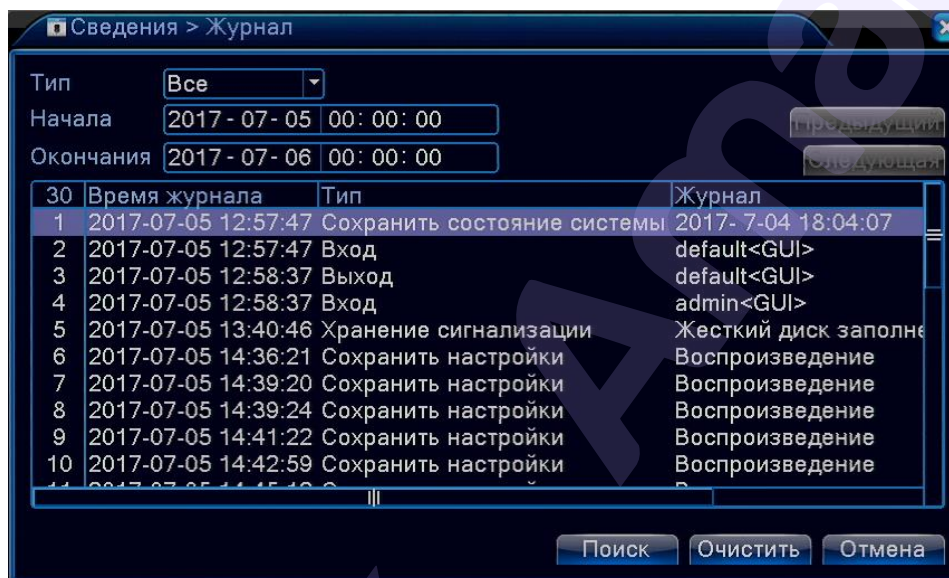 Сведения > Журнал
Тип Все
Начала 2017-07-05 00:00:00
Предыдущий
Окончания 2017-07-06 00:00:00
Следующая
30 Время журнала Тип Журнал
1 2017-07-05 12:57:47 Сохранить состояние системы 2017- 7-04 18:04:07
2 2017-07-05 12:57:47 Вход default<GUI>
3 2017-07-05 12:58:37 Выход default<GUI>
4 2017-07-05 12:58:37 Вход admin<GUI>
5 2017-07-05 13:40:46 Хранение сигнализации Жесткий диск заполне
6 2017-07-05 14:36:21 Сохранить настройки Воспроизведение
7 2017-07-05 14:39:20 Сохранить настройки Воспроизведение
8 2017-07-05 14:39:24 Сохранить настройки Воспроизведение
9 2017-07-05 14:41:22 Сохранить настройки Воспроизведение
10 2017-07-05 14:42:59 Сохранить настройки Воспроизведение
Поиск Очистить Отмена